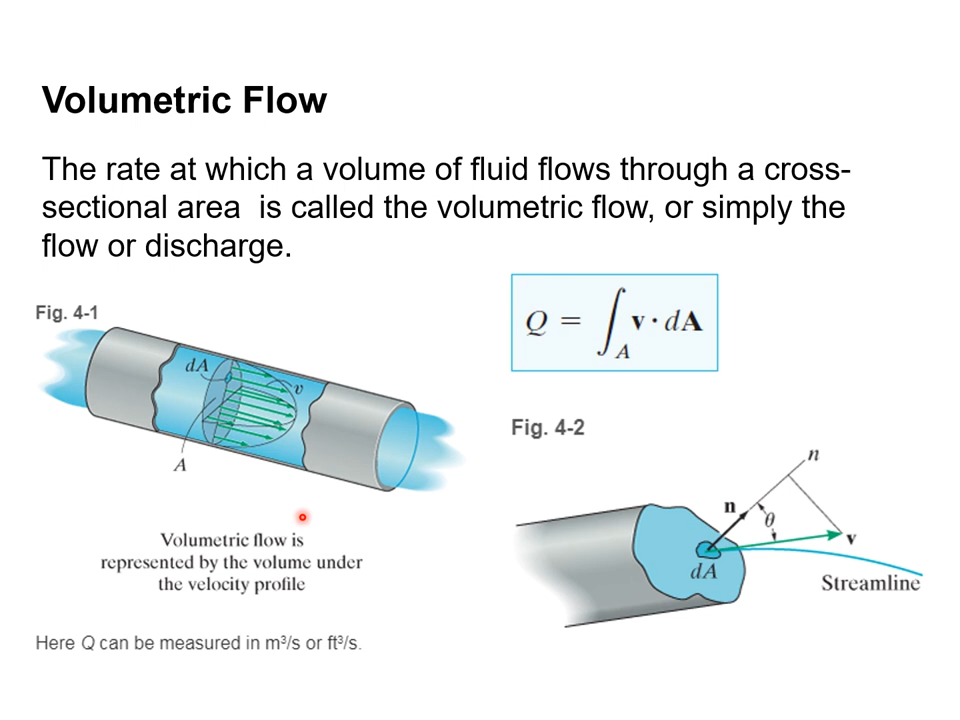 Volumetric Flow
The rate at which a volume of fluid flows through a cross-
sectional area  is called the volumetric flow, or simply the
flow or discharge.
Fig. 4-1
dA
v
A
Volumetric flow is
represented by the volume under
the velocity profile
Here Q can be measured in m³/s or ft³/s.
Q = ∫_A v · dA
Fig. 4-2
n
n
θ
v
dA
Streamline